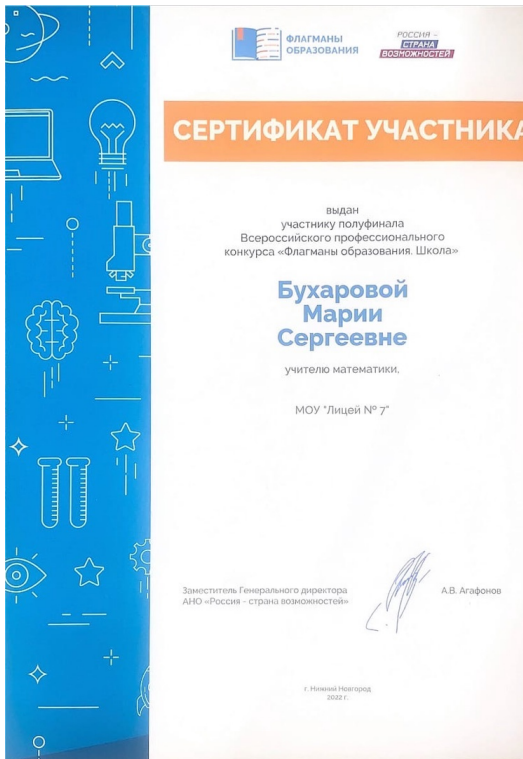 ФЛАГМАНЫ
ОБРАЗОВАНИЯ
РОССИЯ –
СТРАНА
ВОЗМОЖНОСТЕЙ
СЕРТИФИКАТ УЧАСТНИКА
выдан
участнику полуфинала
Всероссийского профессионального
конкурса «Флагманы образования. Школа»
Бухаровой
Марии
Сергеевне
учителю математики,
МОУ "Лицей № 7"
Заместитель Генерального директора
АНО «Россия – страна возможностей»
А.В. Агафонов
г. Нижний Новгород
2022 г.